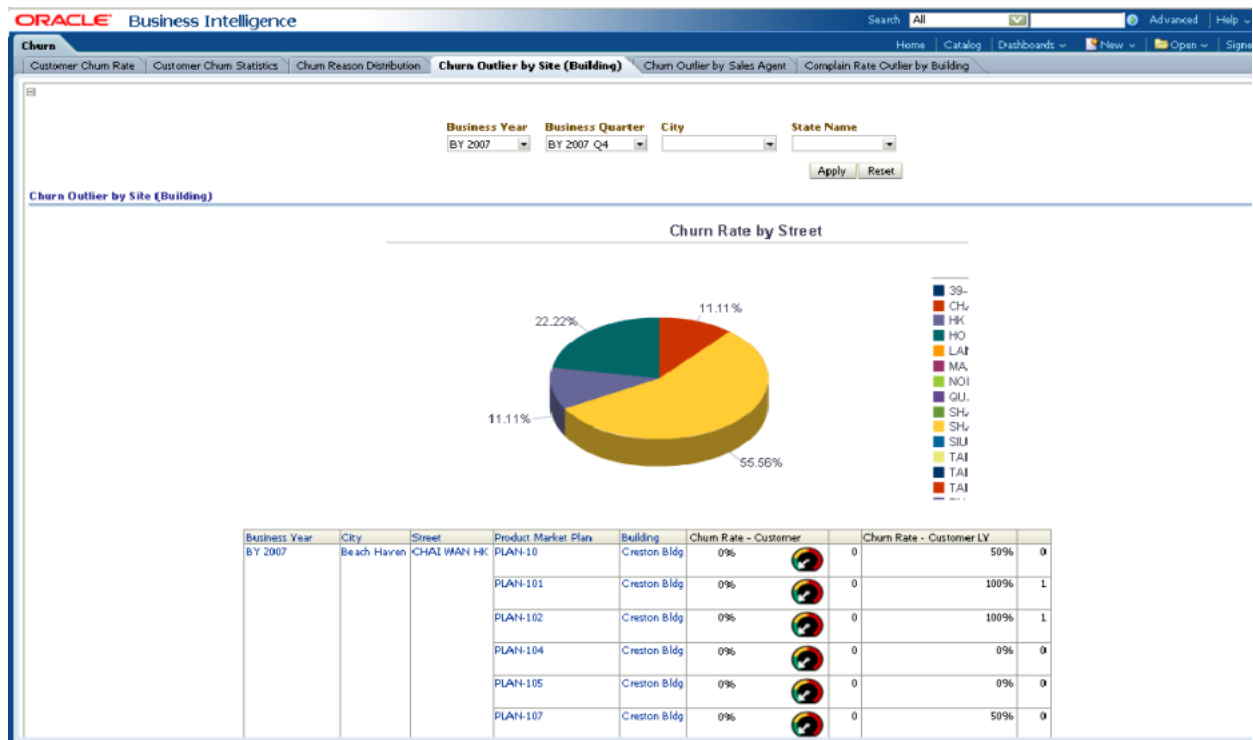 ORACLE Business Intelligence
Search All Advanced Help
Churn
Home Catalog Dashboards New Open Signe
Customer Churn Rate Customer Churn Statistics Churn Reason Distribution Churn Outlier by Site (Building) Churn Outlier by Sales Agent Complain Rate Outlier by Building
Business Year Business Quarter City State Name
BY 2007 BY 2007 Q4
Apply Reset
Churn Outlier by Site (Building)
Churn Rate by Street
11.11%
22.22%
11.11%
55.56%
39-
CHA
HK
HO
LAN
MA
NOI
QU
SHA
SHA
SIU
TAI
TAI
TAI
Business Year City Street Product Market Plan Building Churn Rate - Customer Churn Rate - Customer LY
BY 2007 Beach Haven CHAI WAN HK PLAN-10 Creston Bldg 0% 0 50% 0
PLAN-101 Creston Bldg 0% 0 100% 1
PLAN-102 Creston Bldg 0% 0 100% 1
PLAN-104 Creston Bldg 0% 0 0% 0
PLAN-105 Creston Bldg 0% 0 0% 0
PLAN-107 Creston Bldg 0% 0 50% 0